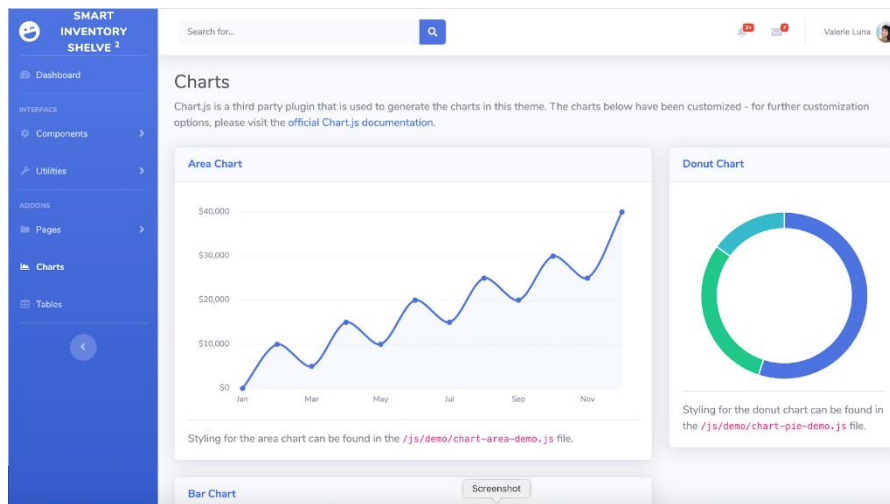 SMART
INVENTORY
SHELVE 2
Search for...
3+
7
Valerie Luna
Dashboard
INTERFACE
Components
Utilities
ADDONS
Pages
Charts
Tables
Charts
Chart.js is a third party plugin that is used to generate the charts in this theme. The charts below have been customized - for further customization
options, please visit the official Chart.js documentation.
Area Chart
$40,000
$30,000
$20,000
$10,000
$0
Jan Mar May Jul Sep Nov
Styling for the area chart can be found in the /js/demo/chart-area-demo.js file.
Donut Chart
Styling for the donut chart can be found in
the /js/demo/chart-pie-demo.js file.
Bar Chart
Screenshot